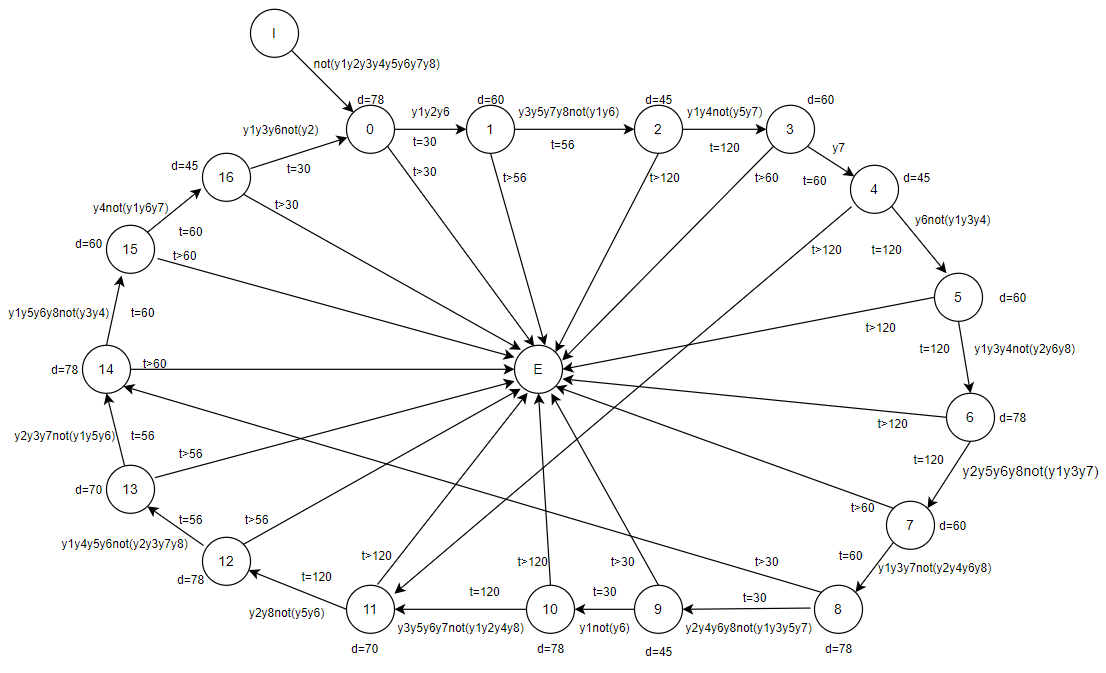 I
not(y1y2y3y4y5y6y7y8)
d=78
0
y1y2y6
t=30
t>30
d=60
1
y3y5y7y8not(y1y6)
t=56
t>56
d=45
2
y1y4not(y5y7)
t=120
t>120
d=60
3
y7
t=60
t>60
d=45
4
y6not(y1y3y4)
t=120
t>120
5
d=60
t>120
t=120
y1y3y4not(y2y6y8)
6
d=78
t>120
t=120
y2y5y6y8not(y1y3y7)
7
d=60
t>60
t=60
y1y3y7not(y2y4y6y8)
8
d=78
t>30
t=30
y2y4y6y8not(y1y3y5y7)
9
d=45
t>30
t=30
y1not(y6)
10
d=78
t>120
t=120
y3y5y6y7not(y1y2y4y8)
11
d=70
t>120
t=120
y2y8not(y5y6)
12
d=78
t>56
t=56
y1y4y5y6not(y2y3y7y8)
13
d=70
t>56
t=56
y2y3y7not(y1y5y6)
14
d=78
t>60
t=60
y1y5y6y8not(y3y4)
15
d=60
t>60
t=60
y4not(y1y6y7)
16
d=45
t>30
t=30
y1y3y6not(y2)
E